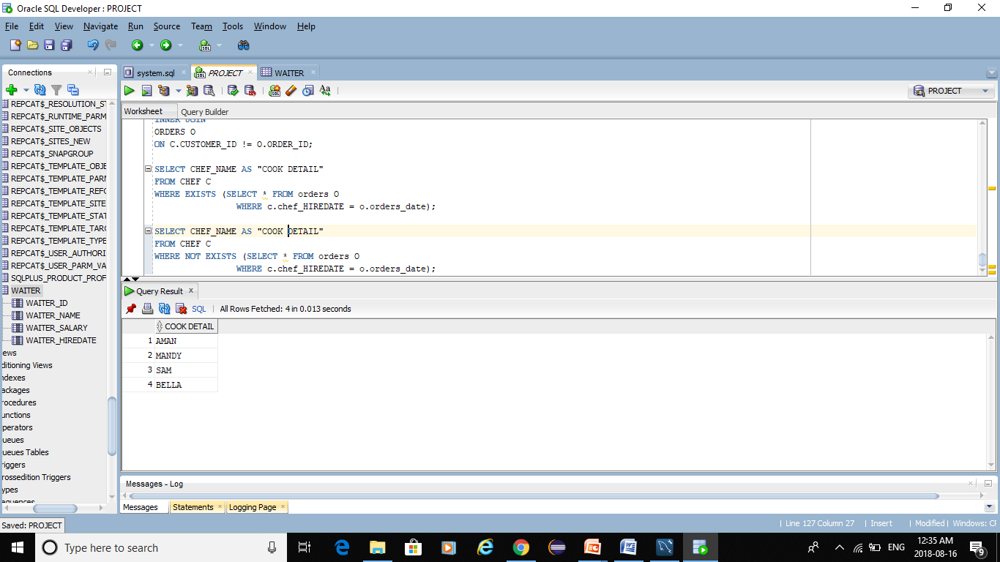 Oracle SQL Developer : PROJECT
File Edit View Navigate Run Source Team Tools Window Help
Connections
system.sql
PROJECT
WAITER
PROJECT
Worksheet
Query Builder
REPCAT$_RESOLUTION_ST
REPCAT$_RUNTIME_PARM
REPCAT$_SITE_OBJECTS
REPCAT$_SITES_NEW
REPCAT$_SNAPGROUP
REPCAT$_TEMPLATE_OBJE
REPCAT$_TEMPLATE_PARM
REPCAT$_TEMPLATE_REFG
REPCAT$_TEMPLATE_SITE
REPCAT$_TEMPLATE_STAT
REPCAT$_TEMPLATE_TARG
REPCAT$_TEMPLATE_TYPE
REPCAT$_USER_AUTHORI
REPCAT$_USER_PARM_VA
SQLPLUS_PRODUCT_PROF
WAITER
WAITER_ID
WAITER_NAME
WAITER_SALARY
WAITER_HIREDATE
ews
ditioning Views
ndexes
ackages
rocedures
unctions
perators
ueues
ueues Tables
riggers
rossedition Triggers
ypes
equences
INNER JOIN
ORDERS O
ON C.CUSTOMER_ID != O.ORDER_ID;
SELECT CHEF_NAME AS "COOK DETAIL"
FROM CHEF C
WHERE EXISTS (SELECT * FROM orders O
WHERE c.chef_HIREDATE = o.orders_date);
SELECT CHEF_NAME AS "COOK DETAIL"
FROM CHEF C
WHERE NOT EXISTS (SELECT * FROM orders O
WHERE c.chef_HIREDATE = o.orders_date);
Query Result
SQL | All Rows Fetched: 4 in 0.013 seconds
COOK DETAIL
1 AMAN
2 MANDY
3 SAM
4 BELLA
Messages - Log
Messages
Statements
Logging Page
Saved: PROJECT
| Line 127 Column 27 | Insert | Modified | Windows: CF
Type here to search
ENG
12:35 AM
2018-08-16
9